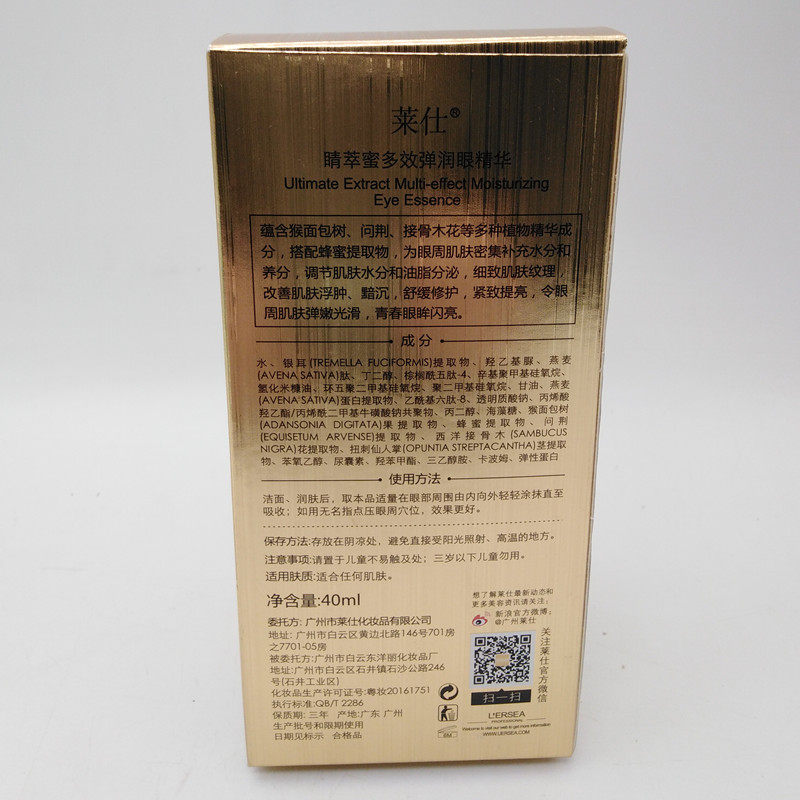 莱仕®
睛萃蜜多效弹润眼精华
Ultimate Extract Multi-effect Moisturizing
Eye Essence
蕴含猴面包树、问荆、接骨木花等多种植物精华成
分，搭配蜂蜜提取物，为眼周肌肤密集补充水分和
养分，调节肌肤水分和油脂分泌，细致肌肤纹理，
改善肌肤浮肿、黯沉，舒缓修护，紧致提亮，令眼
周肌肤弹嫩光滑，青春眼眸闪亮。
成分
水、银耳(TREMELLA FUCIFORMIS)提取物、羟乙基脲、燕麦
(AVENA SATIVA)肽、丁二醇、棕榈酰五肽-4、辛基聚甲基硅氧烷、
氢化米糠油、环五聚二甲基硅氧烷、聚二甲基硅氧烷、甘油、燕麦
(AVENA SATIVA)蛋白提取物、乙酰基六肽-8、透明质酸钠、丙烯酸
羟乙酯/丙烯酰二甲基牛磺酸钠共聚物、丙二醇、海藻糖、猴面包树
(ADANSONIA DIGITATA)果提取物、蜂蜜提取物、问荆
(EQUISETUM ARVENSE)提取物、西洋接骨木(SAMBUCUS
NIGRA)花提取物、扭刺仙人掌(OPUNTIA STREPTACANTHA)茎提取
物、苯氧乙醇、尿囊素、羟苯甲酯、三乙醇胺、卡波姆、弹性蛋白
使用方法
洁面、润肤后，取本品适量在眼部周围由内向外轻轻涂抹直至
吸收；如用无名指点压眼周穴位，效果更好。
保存方法:存放在阴凉处，避免直接受阳光照射、高温的地方。
注意事项:请置于儿童不易触及处；三岁以下儿童勿用。
适用肤质:适合任何肌肤。
净含量:40ml
委托方: 广州市莱仕化妆品有限公司
地址: 广州市白云区黄边北路146号701房
之7701-05房
被委托方:广州市白云东洋丽化妆品厂
地址:广州市白云区石井镇石沙公路246
号(石井工业区)
化妆品生产许可证号:粤妆20161751
执行标准:QB/T 2286
保质期: 三年 产地:广东 广州
生产批号和限期使用
日期见标示 合格品
想了解莱仕最新动态和
更多美容资讯请关注:
新浪官方微博:
@广州莱仕
关注莱仕官方微信
扫一扫
6M
L'ERSEA
PROFESSIONAL
Welcome to visit our web to get more information
WWW.LERSEA.COM